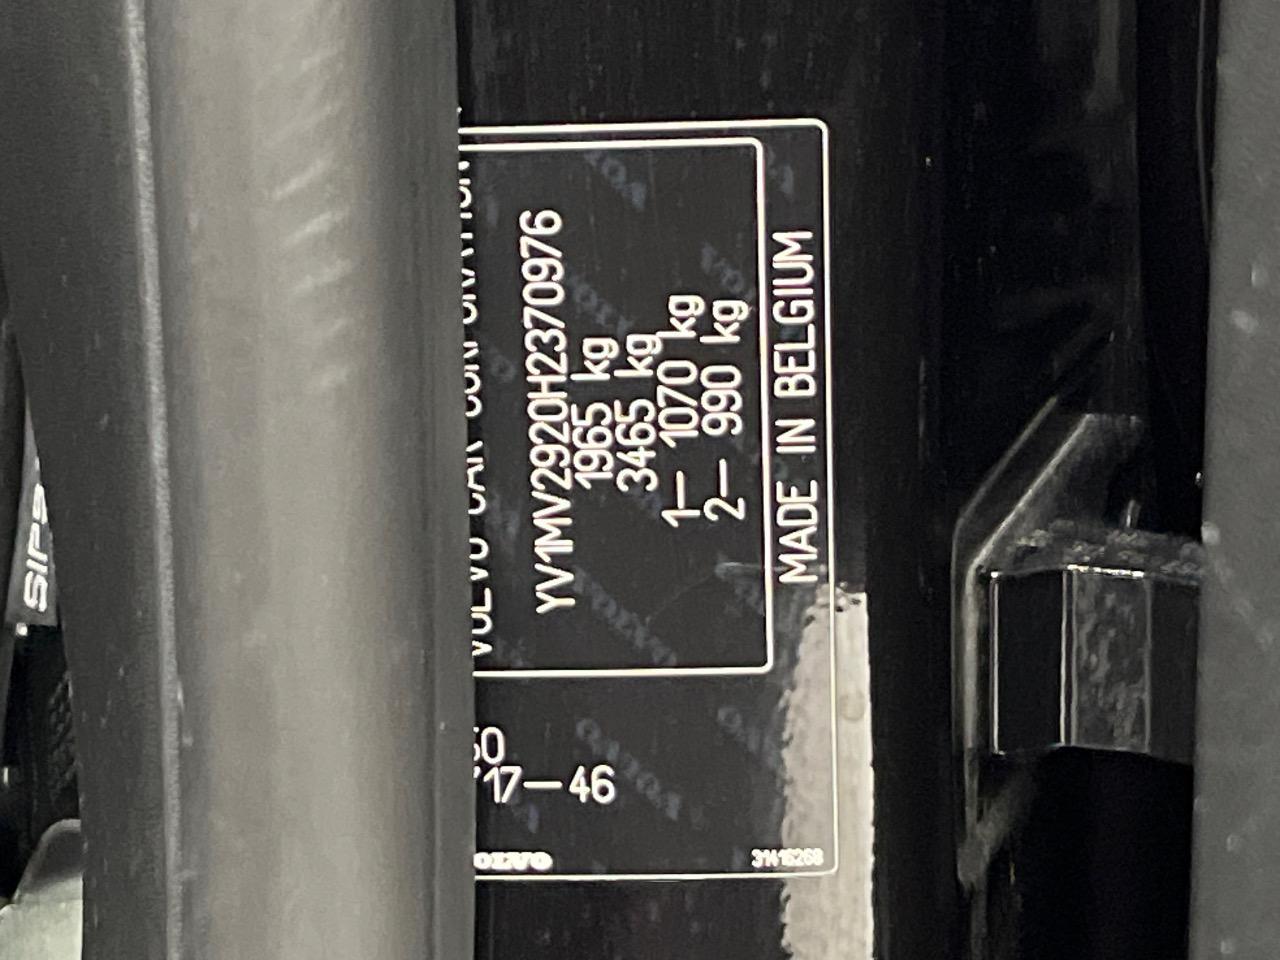 VOLVO CAR CORPORATION
YV1MV2920H2370976
1965 kg
3465 kg
1– 1070 kg
2– 990 kg
MADE IN BELGIUM
17–46
VOLVO
31416268
SIPS